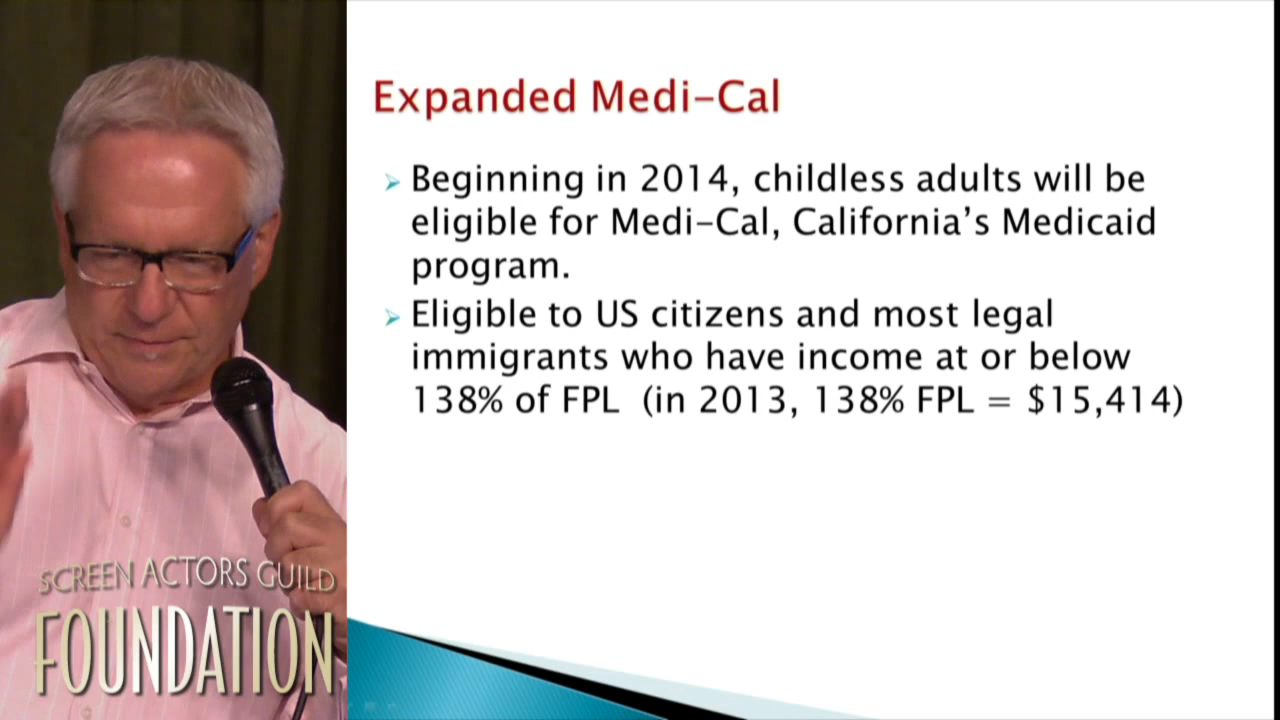 Expanded Medi-Cal
Beginning in 2014, childless adults will be
eligible for Medi-Cal, California's Medicaid
program.
Eligible to US citizens and most legal
immigrants who have income at or below
138% of FPL (in 2013, 138% FPL = $15,414)
SCREEN ACTORS GUILD
FOUNDATION